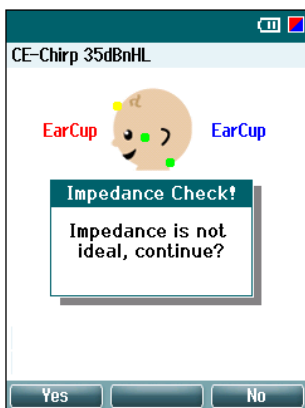 CE-Chirp 35dBnHL
EarCup EarCup
Impedance Check!
Impedance is not
ideal, continue?
Yes No